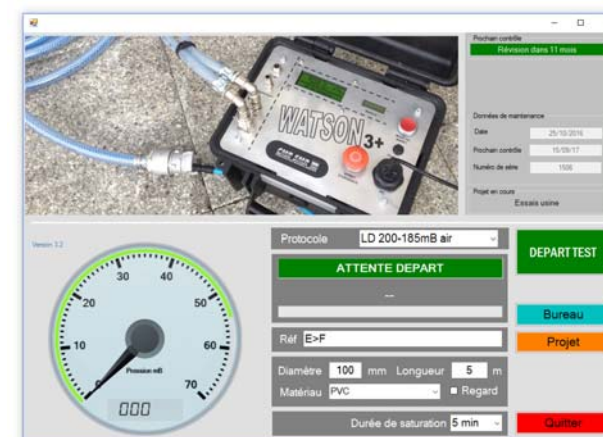 Prochain contrôle
Révision dans 11 mois
WATSON 3+
Données de maintenance
Date 25/10/2016
Prochain contrôle 15/09/17
Numéro de série 1506
Projet en cours
Essais usine
Version 3.2
Protocole LD 200-185mB air
DEPART TEST
ATTENTE DEPART
--
Bureau
Réf E>F
Projet
Diamètre 100 mm Longueur 5 m
Matériau PVC Regard
Durée de saturation 5 min
Quitter
0 10 20 30 40 50 60 70
Pression mB
000